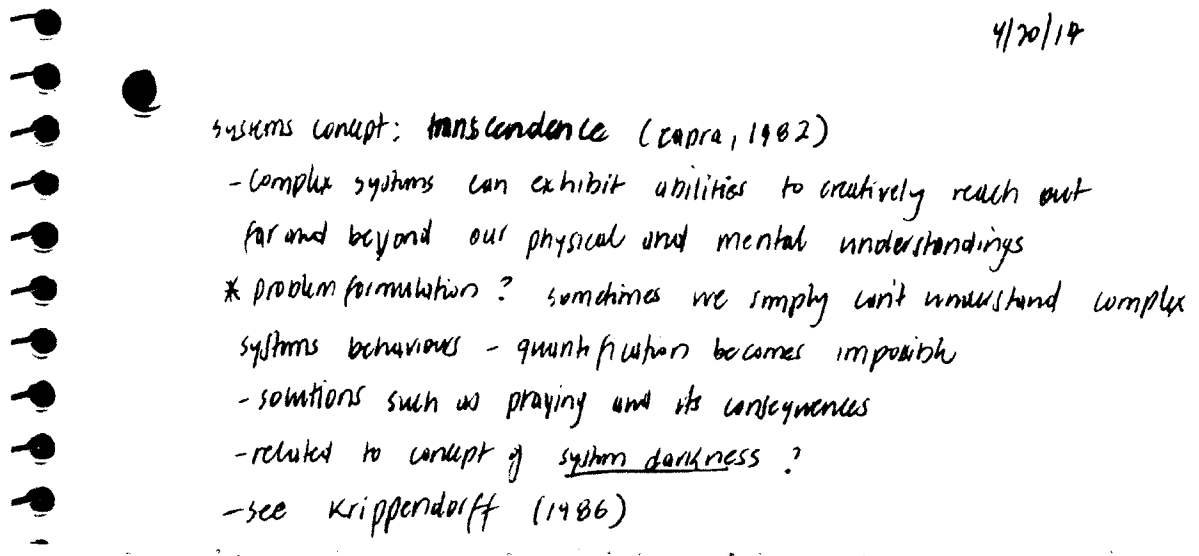 4/20/17
systems concept: transcendence (Capra, 1982)
- complex systems can exhibit abilities to creatively reach out
far and beyond our physical and mental understandings
* problem formulation? sometimes we simply can't understand complex
systems behaviours - quantification becomes impossible
- solutions such as praying and its consequences
- related to concept of system darkness?
- see Krippendorff (1986)